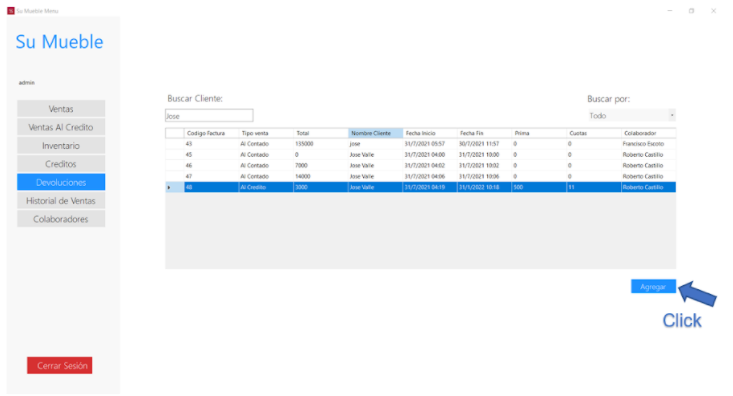 Su Mueble Menu
Su Mueble
admin
Ventas
Ventas Al Credito
Inventario
Creditos
Devoluciones
Historial de Ventas
Colaboradores
Cerrar Sesión
Buscar Cliente:
Buscar por:
Jose
Todo
Codigo factura Tipo venta Total Nombre Cliente Fecha Inicio Fecha Fin Prima Cuotas Colaborador
43 Al Contado 135000 jose 31/7/2021 05:57 30/7/2021 11:57 0 0 Francisco Escoto
45 Al Contado 0 Jose Valle 31/7/2021 04:00 31/7/2021 10:00 0 0 Roberto Castillo
46 Al Contado 7000 Jose Valle 31/7/2021 04:02 31/7/2021 10:02 0 0 Roberto Castillo
47 Al Contado 14000 Jose Valle 31/7/2021 04:06 31/7/2021 10:06 0 0 Roberto Castillo
48 Al Credito 3000 Jose Valle 31/7/2021 04:19 31/1/2022 10:18 500 11 Roberto Castillo
Agregar
Click